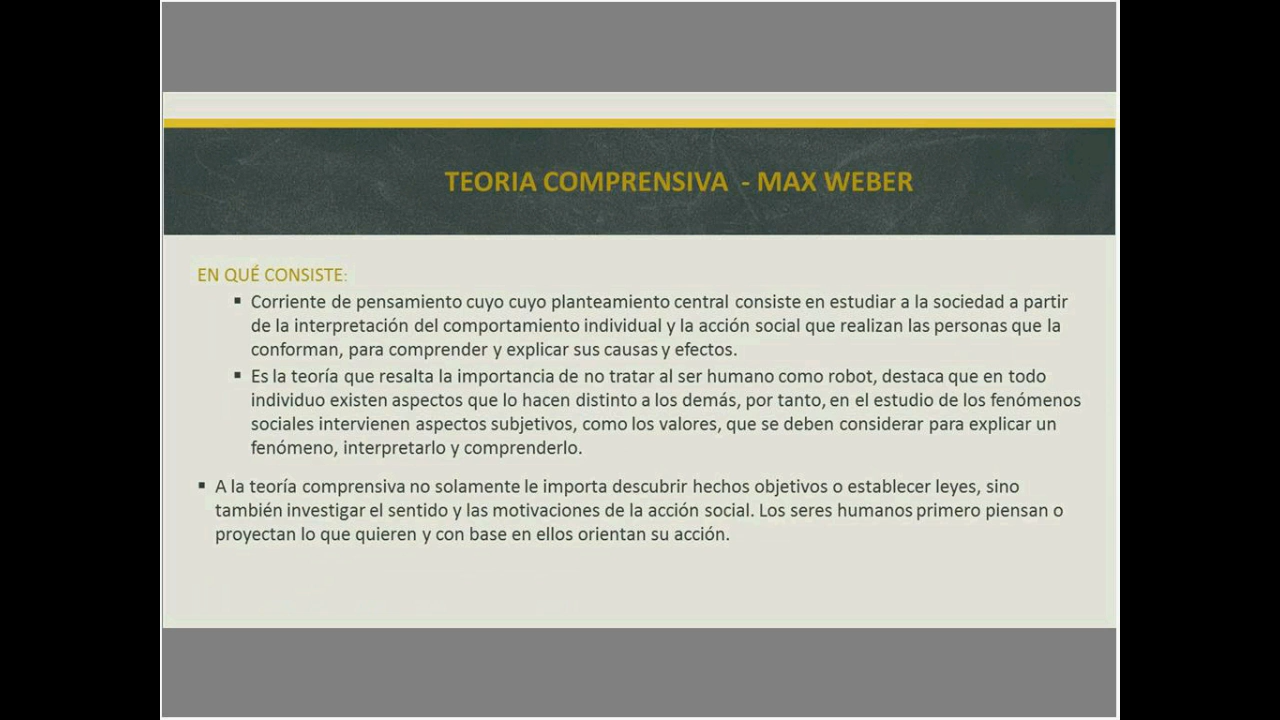 TEORIA COMPRENSIVA - MAX WEBER
EN QUÉ CONSISTE:
▪ Corriente de pensamiento cuyo cuyo planteamiento central consiste en estudiar a la sociedad a partir
de la interpretación del comportamiento individual y la acción social que realizan las personas que la
conforman, para comprender y explicar sus causas y efectos.
▪ Es la teoría que resalta la importancia de no tratar al ser humano como robot, destaca que en todo
individuo existen aspectos que lo hacen distinto a los demás, por tanto, en el estudio de los fenómenos
sociales intervienen aspectos subjetivos, como los valores, que se deben considerar para explicar un
fenómeno, interpretarlo y comprenderlo.
▪ A la teoría comprensiva no solamente le importa descubrir hechos objetivos o establecer leyes, sino
también investigar el sentido y las motivaciones de la acción social. Los seres humanos primero piensan o
proyectan lo que quieren y con base en ellos orientan su acción.